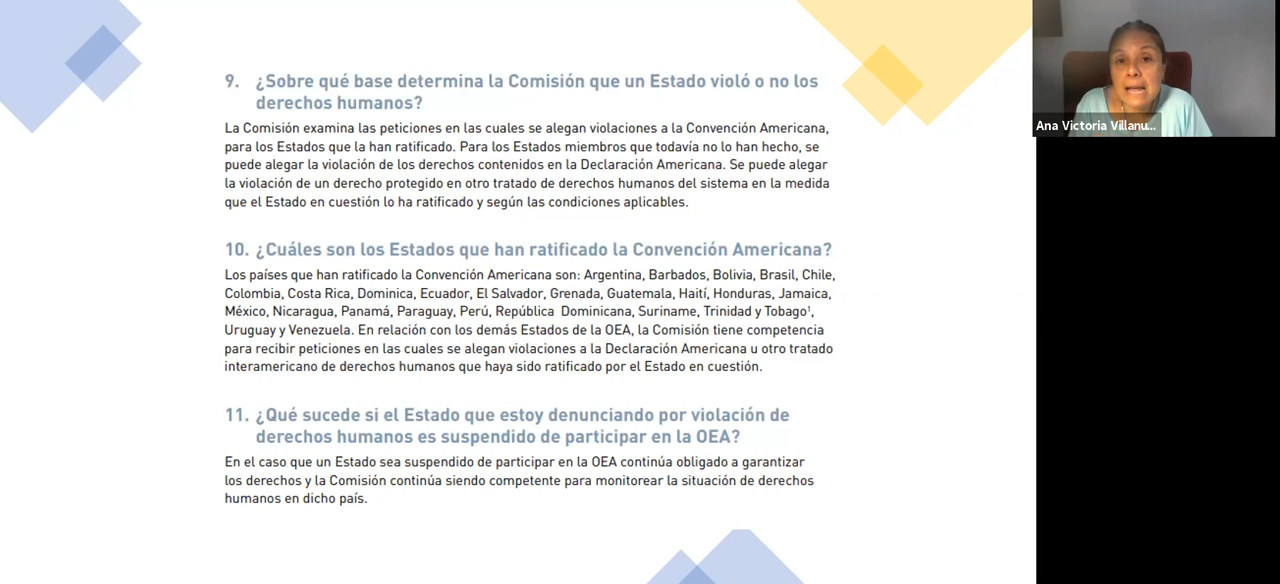 9. ¿Sobre qué base determina la Comisión que un Estado violó o no los
derechos humanos?
La Comisión examina las peticiones en las cuales se alegan violaciones a la Convención Americana,
para los Estados que la han ratificado. Para los Estados miembros que todavía no lo han hecho, se
puede alegar la violación de los derechos contenidos en la Declaración Americana. Se puede alegar
la violación de un derecho protegido en otro tratado de derechos humanos del sistema en la medida
que el Estado en cuestión lo ha ratificado y según las condiciones aplicables.
10. ¿Cuáles son los Estados que han ratificado la Convención Americana?
Los países que han ratificado la Convención Americana son: Argentina, Barbados, Bolivia, Brasil, Chile,
Colombia, Costa Rica, Dominica, Ecuador, El Salvador, Grenada, Guatemala, Haití, Honduras, Jamaica,
México, Nicaragua, Panamá, Paraguay, Perú, República Dominicana, Suriname, Trinidad y Tobago¹,
Uruguay y Venezuela. En relación con los demás Estados de la OEA, la Comisión tiene competencia
para recibir peticiones en las cuales se alegan violaciones a la Declaración Americana u otro tratado
interamericano de derechos humanos que haya sido ratificado por el Estado en cuestión.
11. ¿Qué sucede si el Estado que estoy denunciando por violación de
derechos humanos es suspendido de participar en la OEA?
En el caso que un Estado sea suspendido de participar en la OEA continúa obligado a garantizar
los derechos y la Comisión continúa siendo competente para monitorear la situación de derechos
humanos en dicho país.
Ana Victoria Villanu...